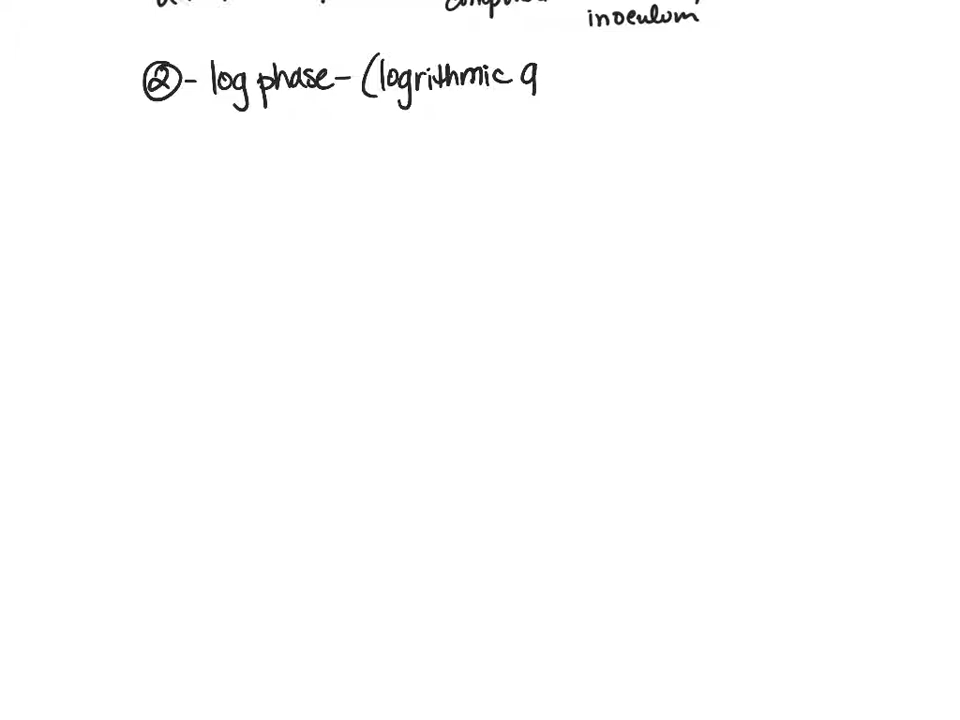 inoculum
②- log phase - (logrithmic g